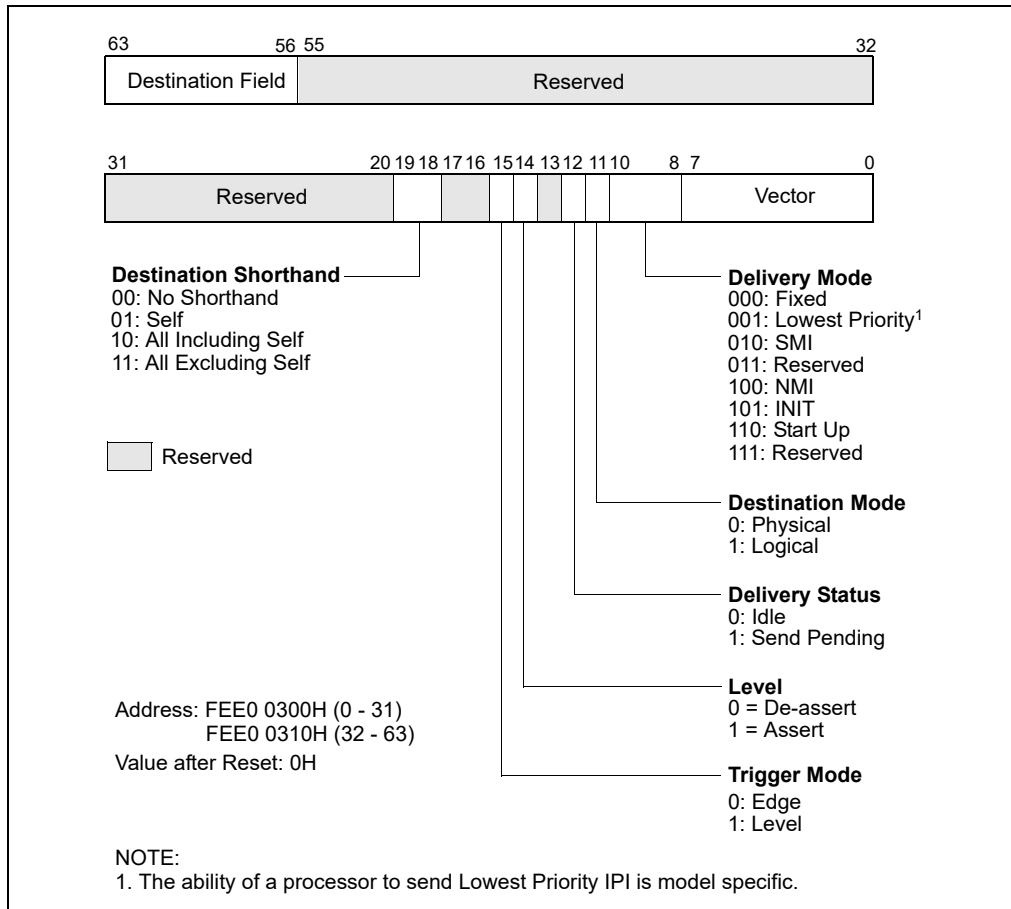 63 56 55 32
Destination Field Reserved
31 20 19 18 17 16 15 14 13 12 11 10 8 7 0
Reserved Vector
Destination Shorthand
00: No Shorthand
01: Self
10: All Including Self
11: All Excluding Self
Reserved
Delivery Mode
000: Fixed
001: Lowest Priority¹
010: SMI
011: Reserved
100: NMI
101: INIT
110: Start Up
111: Reserved
Destination Mode
0: Physical
1: Logical
Delivery Status
0: Idle
1: Send Pending
Level
0 = De-assert
1 = Assert
Trigger Mode
0: Edge
1: Level
Address: FEE0 0300H (0 - 31)
FEE0 0310H (32 - 63)
Value after Reset: 0H
NOTE:
1. The ability of a processor to send Lowest Priority IPI is model specific.